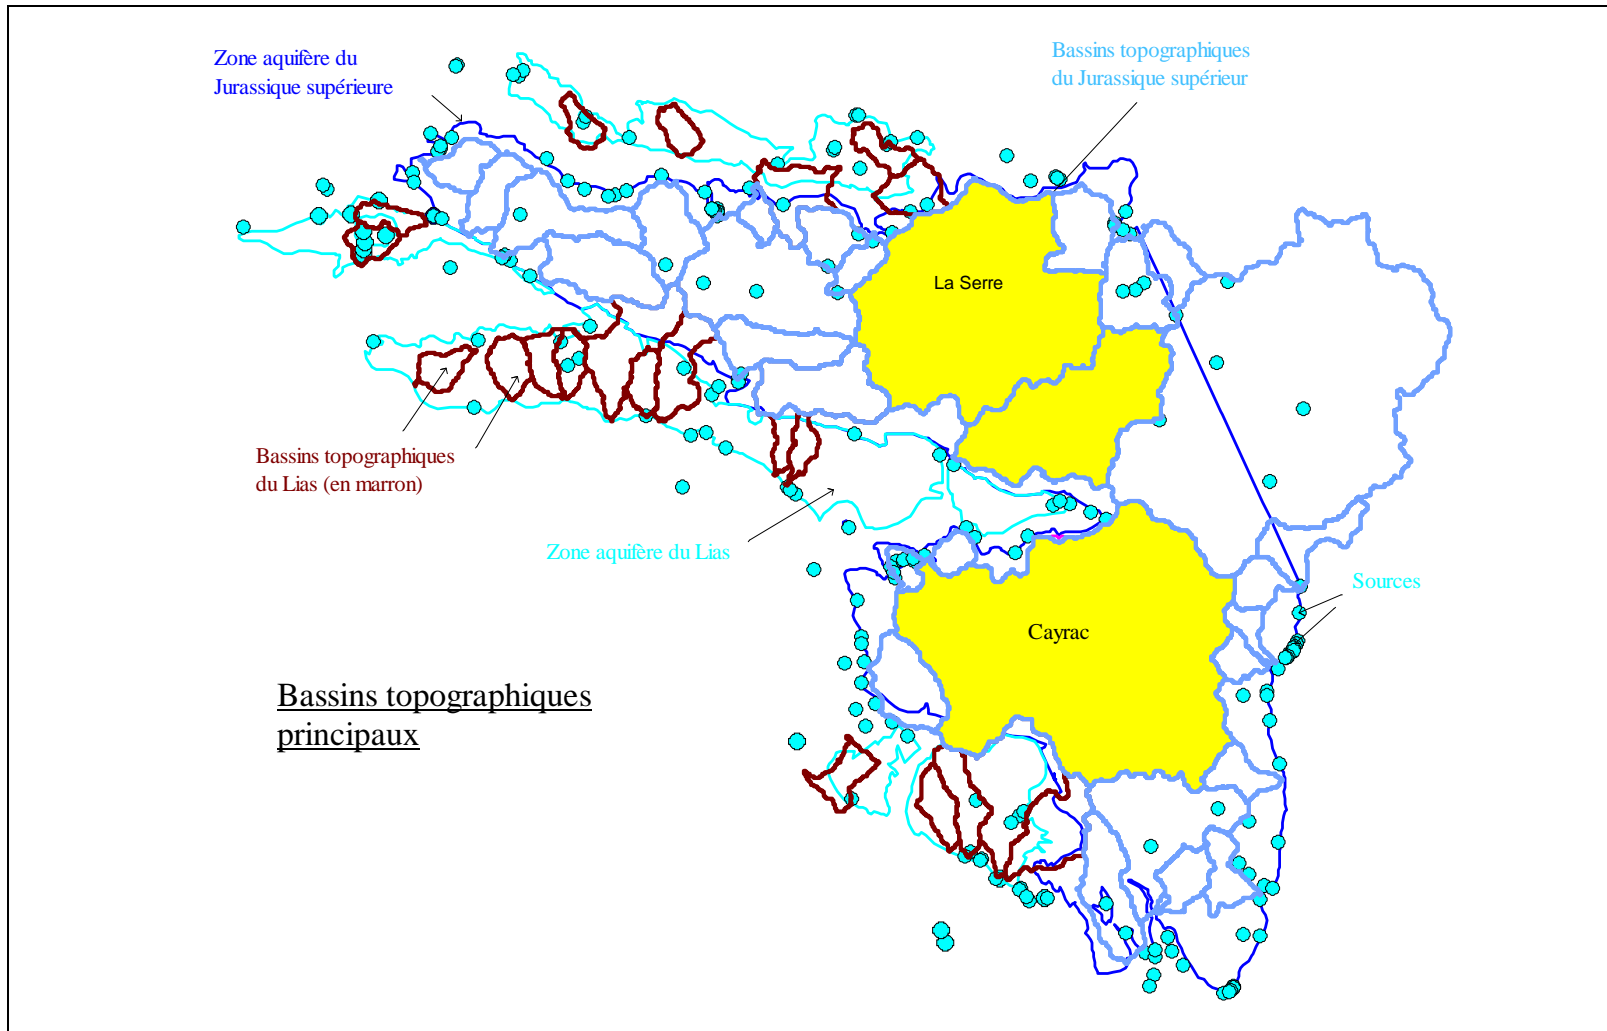 Zone aquifère du
Jurassique supérieure
Bassins topographiques
du Jurassique supérieur
La Serre
Bassins topographiques
du Lias (en marron)
Zone aquifère du Lias
Sources
Cayrac
Bassins topographiques
principaux